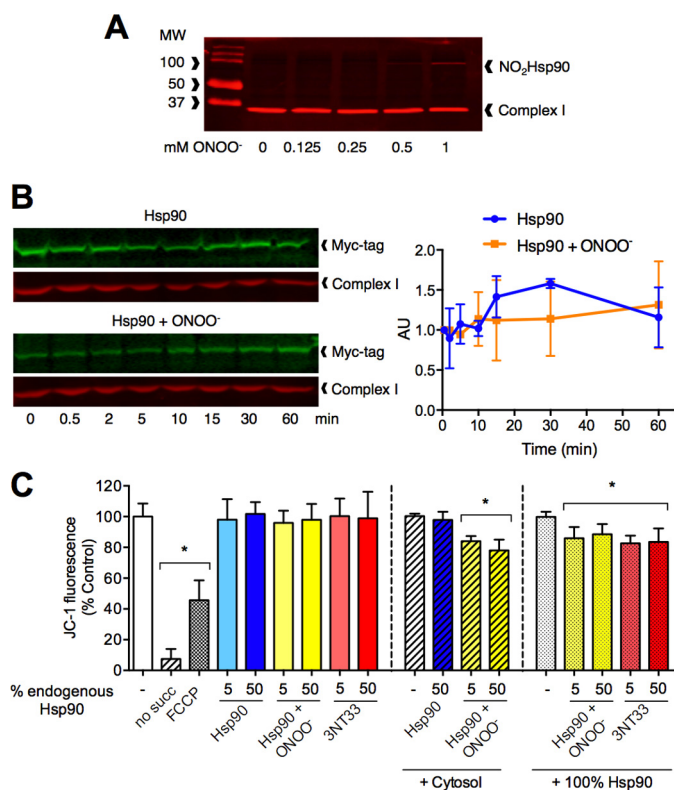 A
MW
100
50
37
NO₂Hsp90
Complex I
mM ONOO⁻ 0 0.125 0.25 0.5 1
B
Hsp90
Myc-tag
Complex I
Hsp90 + ONOO⁻
Myc-tag
Complex I
0 0.5 2 5 10 15 30 60 min
Hsp90
Hsp90 + ONOO⁻
AU
2.0
1.5
1.0
0.5
0.0
0 10 20 30 40 50 60
Time (min)
C
JC-1 fluorescence
(% Control)
120
100
80
60
40
20
0
* * *
% endogenous
Hsp90
- no succ FCCP 5 50 5 50 5 50 - 50 5 50 - 5 50 5 50
Hsp90 Hsp90 + ONOO⁻ 3NT33 Hsp90 Hsp90 + ONOO⁻ Hsp90 + ONOO⁻ 3NT33
+ Cytosol + 100% Hsp90